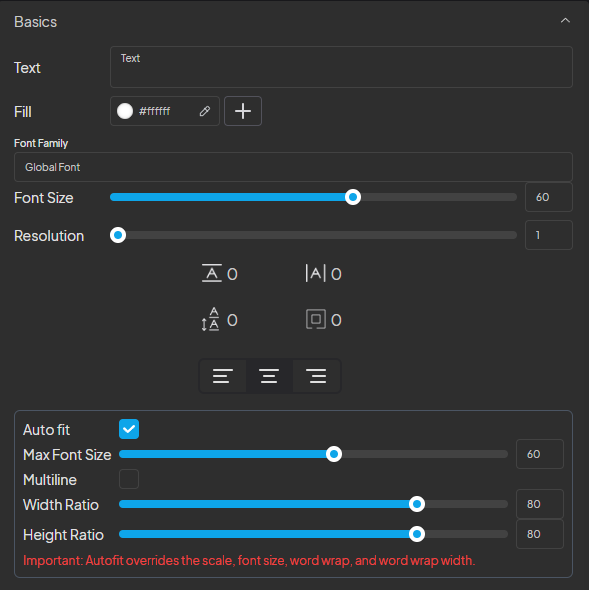 Basics
Text
Text
Fill
#ffffff
Font Family
Global Font
Font Size
60
Resolution
1
A 0
A 0
A A 0
0
Auto fit
Max Font Size
60
Multiline
Width Ratio
80
Height Ratio
80
Important: Autofit overrides the scale, font size, word wrap, and word wrap width.